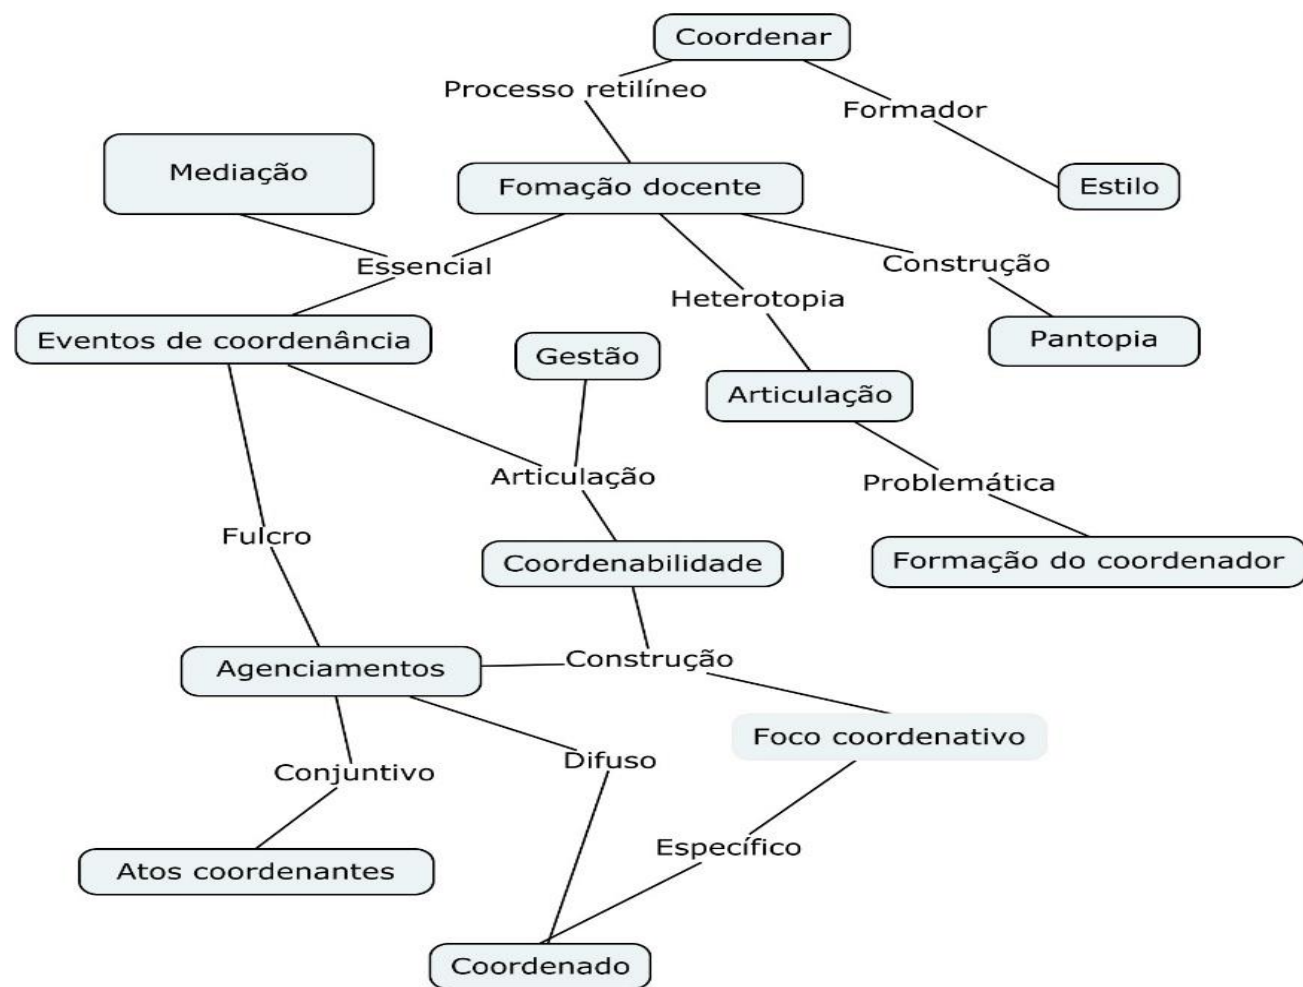 Coordenar
Processo retilíneo
Formador
Mediação
Fomação docente
Estilo
Essencial
Construção
Heterotopia
Eventos de coordenância
Gestão
Pantopia
Articulação
Articulação
Problemática
Fulcro
Coordenabilidade
Formação do coordenador
Agenciamentos
Construção
Foco coordenativo
Conjuntivo
Difuso
Específico
Atos coordenantes
Coordenado